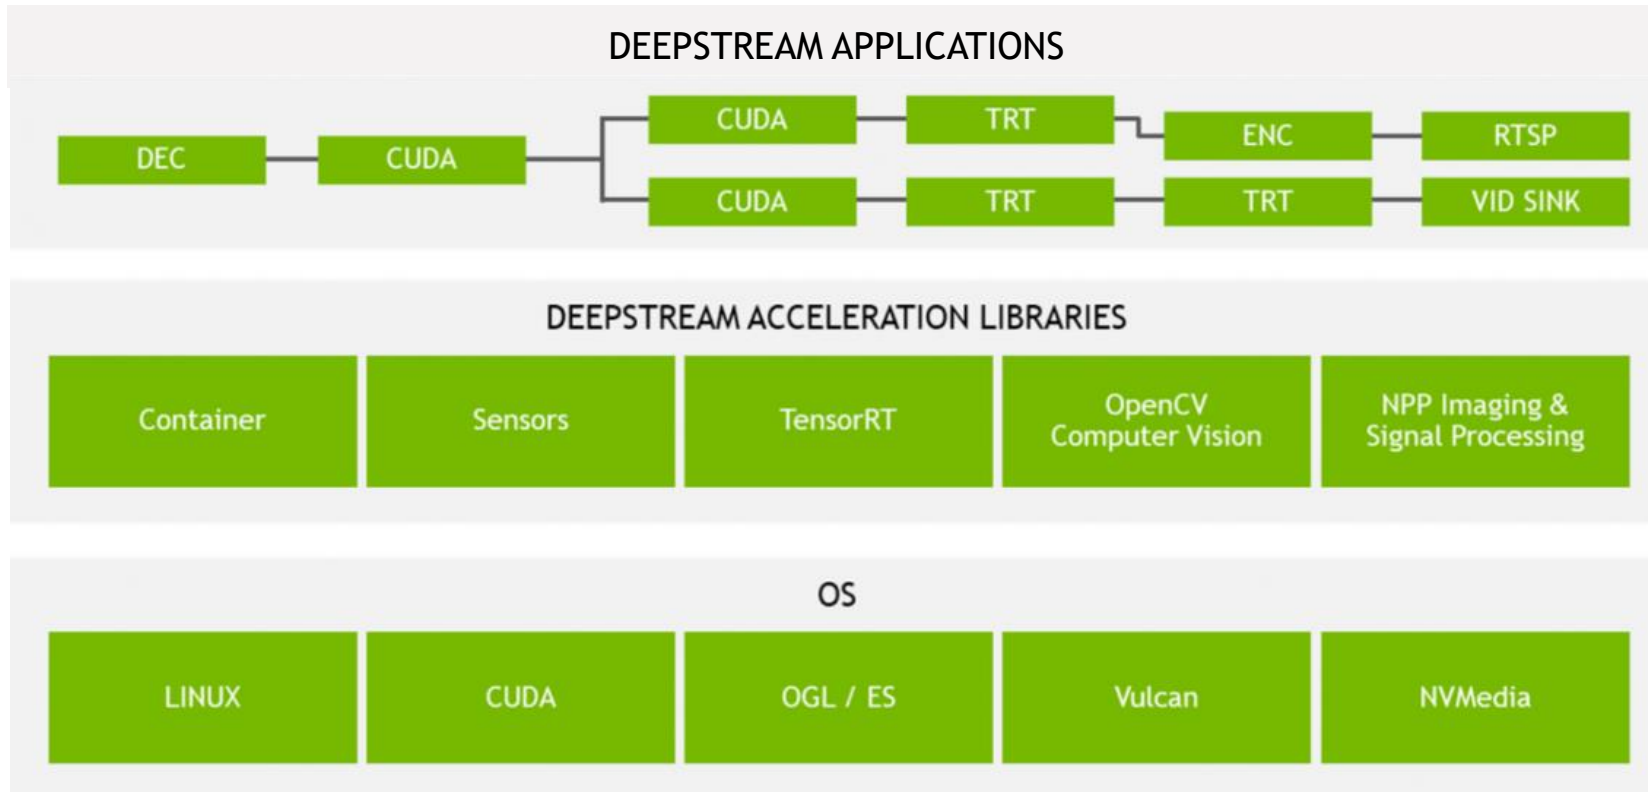 DEEPSTREAM APPLICATIONS
DEC
CUDA
CUDA
TRT
ENC
RTSP
CUDA
TRT
TRT
VID SINK
DEEPSTREAM ACCELERATION LIBRARIES
Container
Sensors
TensorRT
OpenCV
Computer Vision
NPP Imaging &
Signal Processing
OS
LINUX
CUDA
OGL / ES
Vulcan
NVMedia